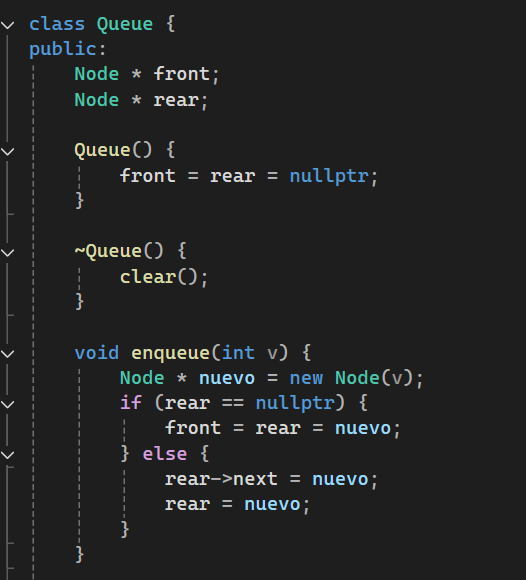 class Queue {
public:
    Node * front;
    Node * rear;

    Queue() {
        front = rear = nullptr;
    }

    ~Queue() {
        clear();
    }

    void enqueue(int v) {
        Node * nuevo = new Node(v);
        if (rear == nullptr) {
            front = rear = nuevo;
        } else {
            rear->next = nuevo;
            rear = nuevo;
        }
    }